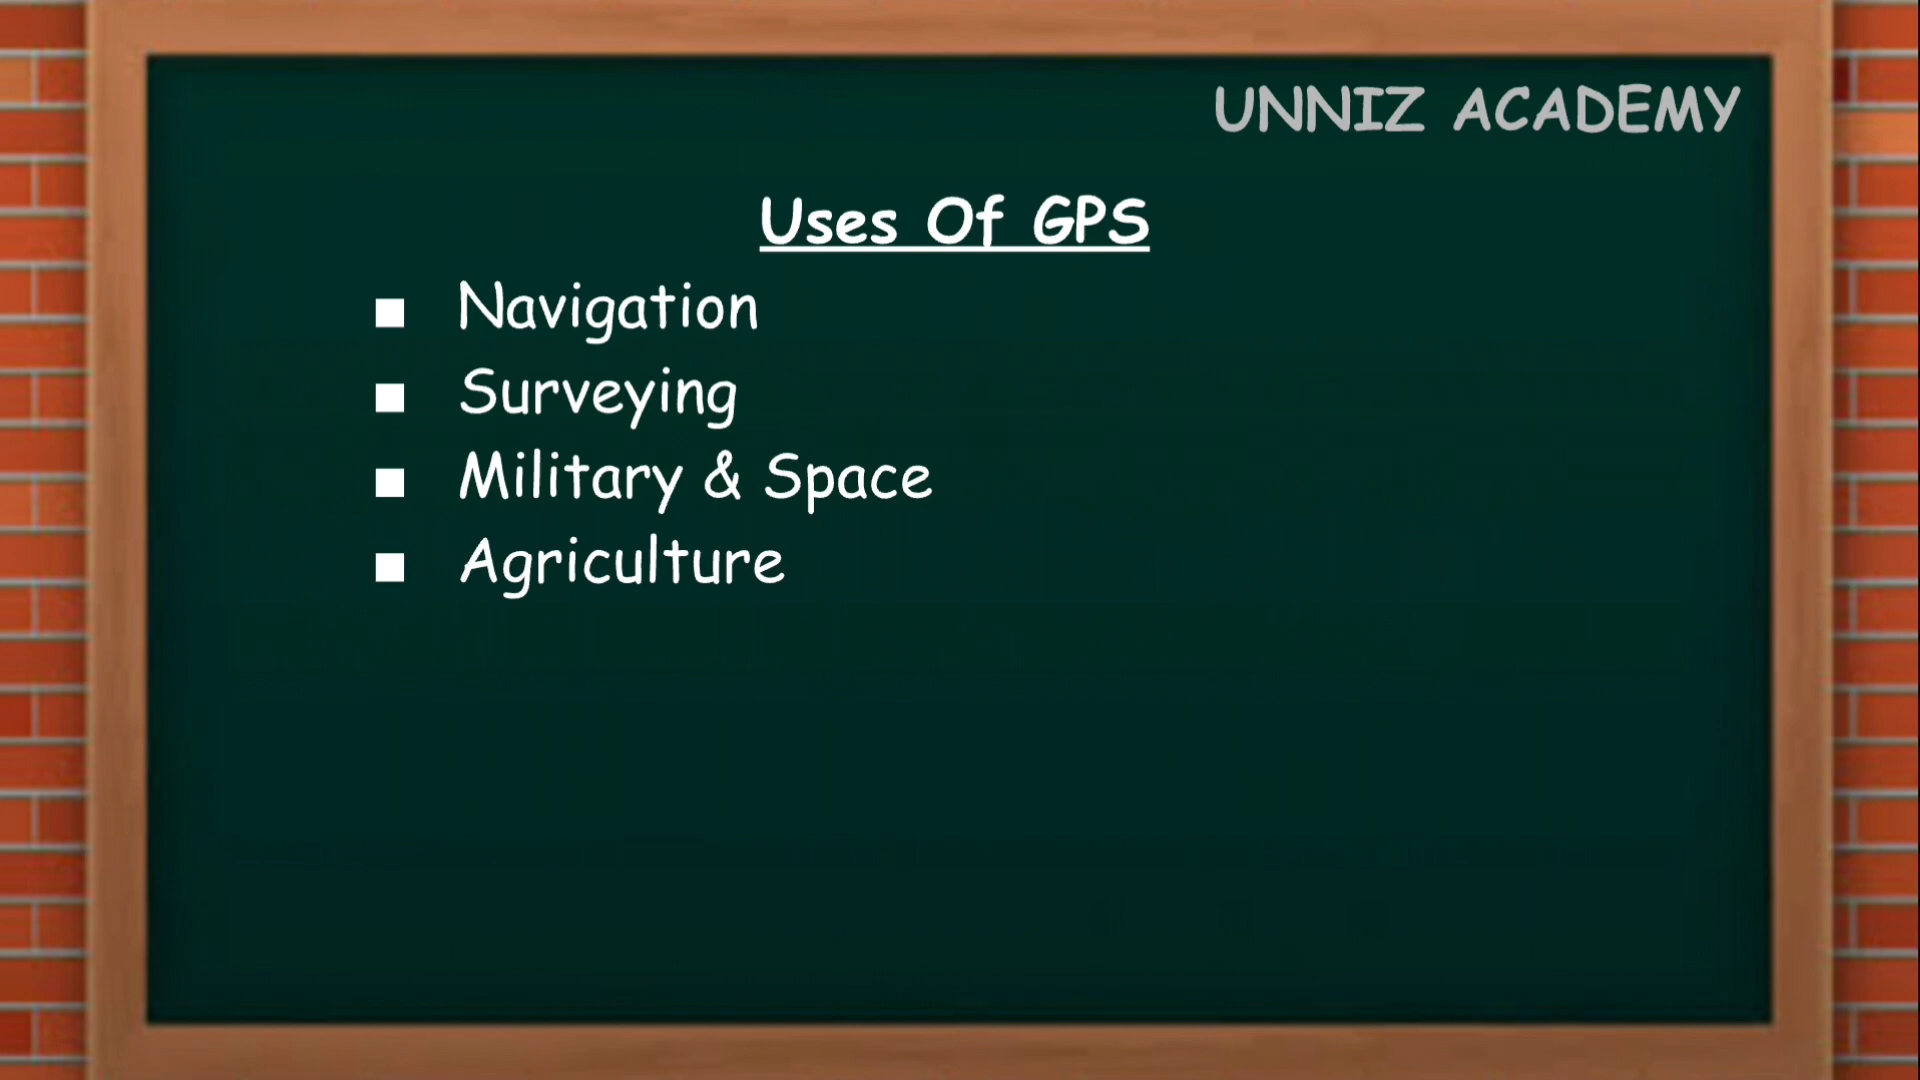 UNNIZ ACADEMY
Uses Of GPS
■ Navigation
■ Surveying
■ Military & Space
■ Agriculture